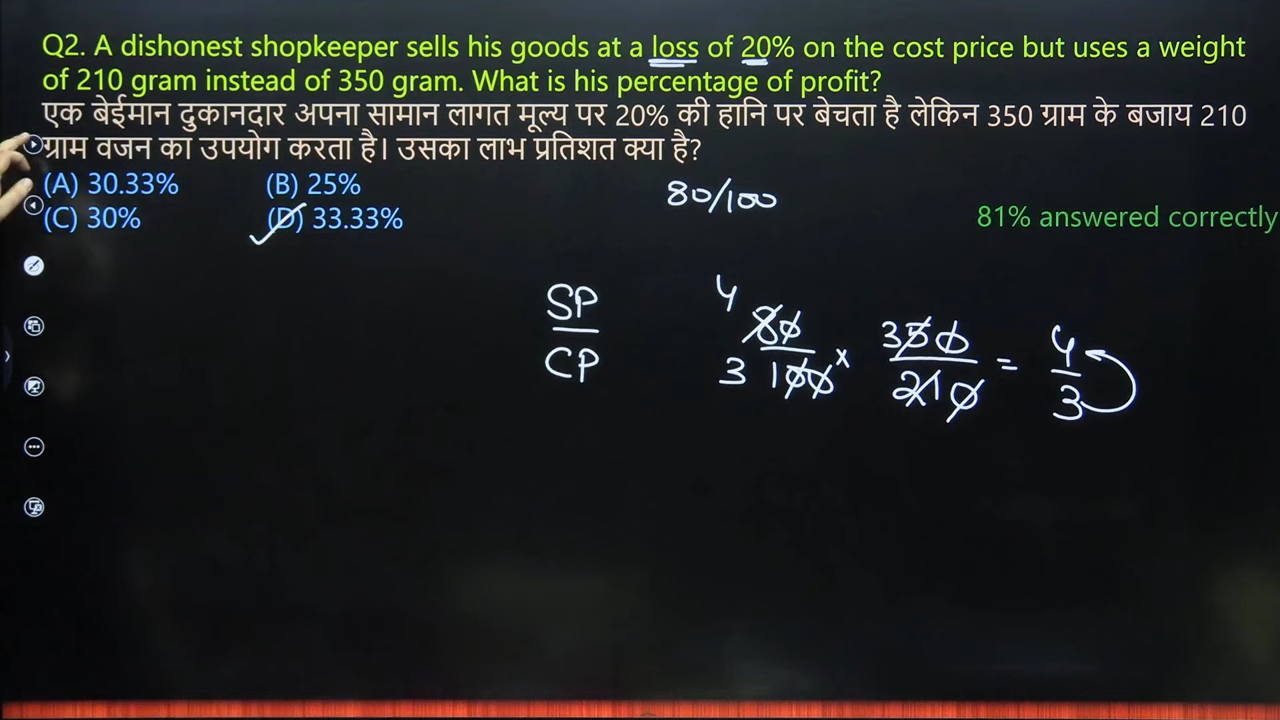 Q2. A dishonest shopkeeper sells his goods at a loss of 20% on the cost price but uses a weight
of 210 gram instead of 350 gram. What is his percentage of profit?
एक बेईमान दुकानदार अपना सामान लागत मूल्य पर 20% की हानि पर बेचता है लेकिन 350 ग्राम के बजाय 210
ग्राम वजन का उपयोग करता है। उसका लाभ प्रतिशत क्या है?
(A) 30.33% (B) 25%
(C) 30% (D) 33.33%
80/100
81% answered correctly
SP 4 80 350 4
CP 3 100 x 210 = 3